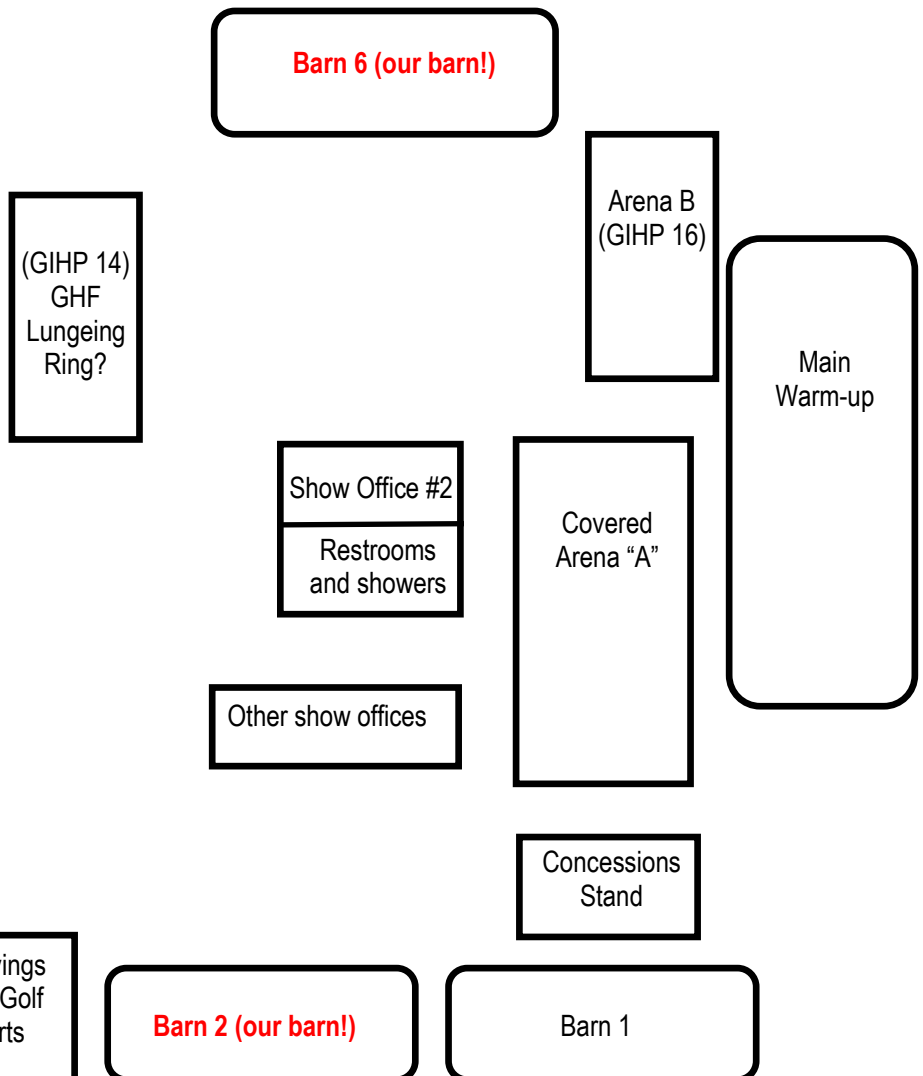 Barn 6 (our barn!)
Arena B
(GIHP 16)
(GIHP 14)
GHF
Lungeing
Ring?
Main
Warm-up
Show Office #2
Restrooms
and showers
Covered
Arena “A”
Other show offices
Concessions
Stand
Golf
Barn 2 (our barn!)
Barn 1